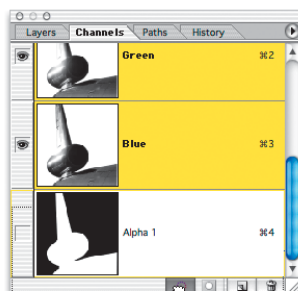 Layers Channels Paths History
Green ⌘2
Blue ⌘3
Alpha 1 ⌘4